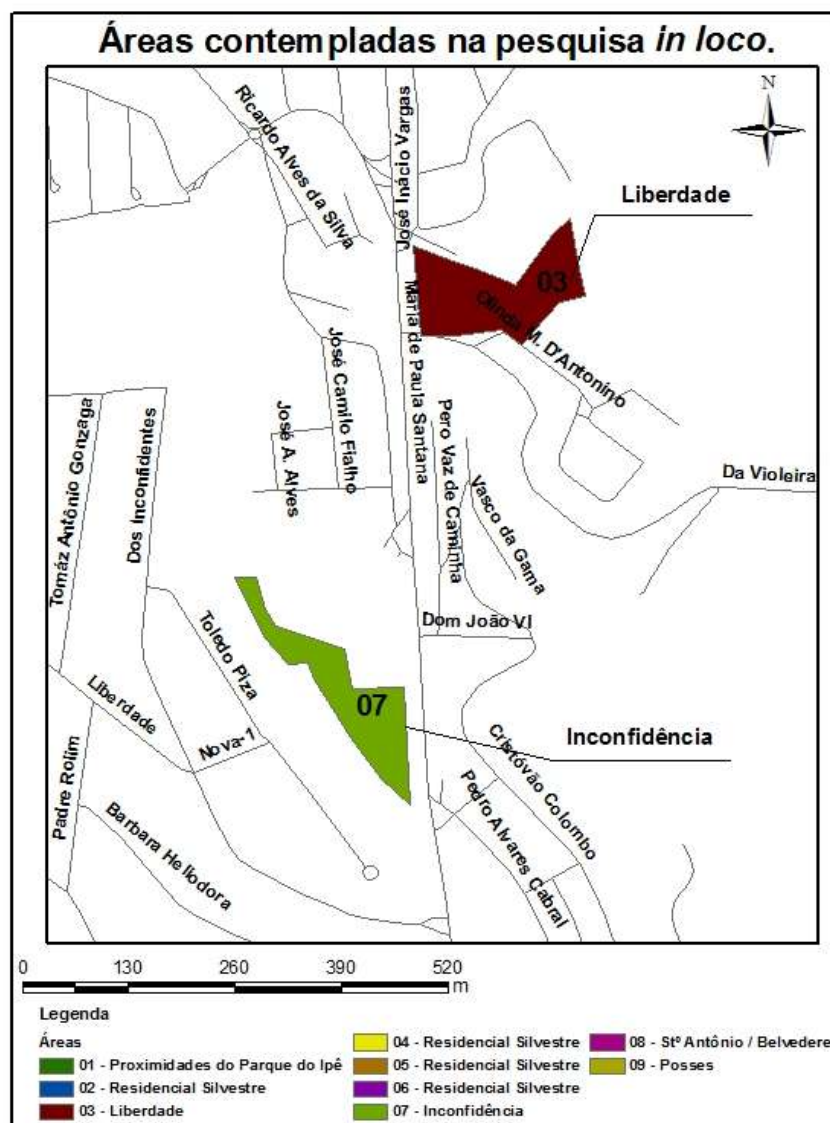 Áreas contempladas na pesquisa in loco.
N
Ricardo Alves da Silva
José Inácio Vargas
Liberdade
03
Olinda M. D'Antonino
Maria de Paula Santana
José Camilo Fialho
José A. Alves
Pero Vaz de Caminha
Vasco da Gama
Da Violeira
Tomáz Antônio Gonzaga
Dos Inconfidentes
Dom João VI
Toledo Piza
Liberdade
Nova-1
07
Inconfidência
Cristóvão Colombo
Pedro Alvares Cabral
Padre Rolim
Barbara Heliodora
0 130 260 390 520
m
Legenda
Áreas
01 - Proximidades do Parque do Ipê
02 - Residencial Silvestre
03 - Liberdade
04 - Residencial Silvestre
05 - Residencial Silvestre
06 - Residencial Silvestre
07 - Inconfidência
08 - Stº Antônio / Belvedere
09 - Posses